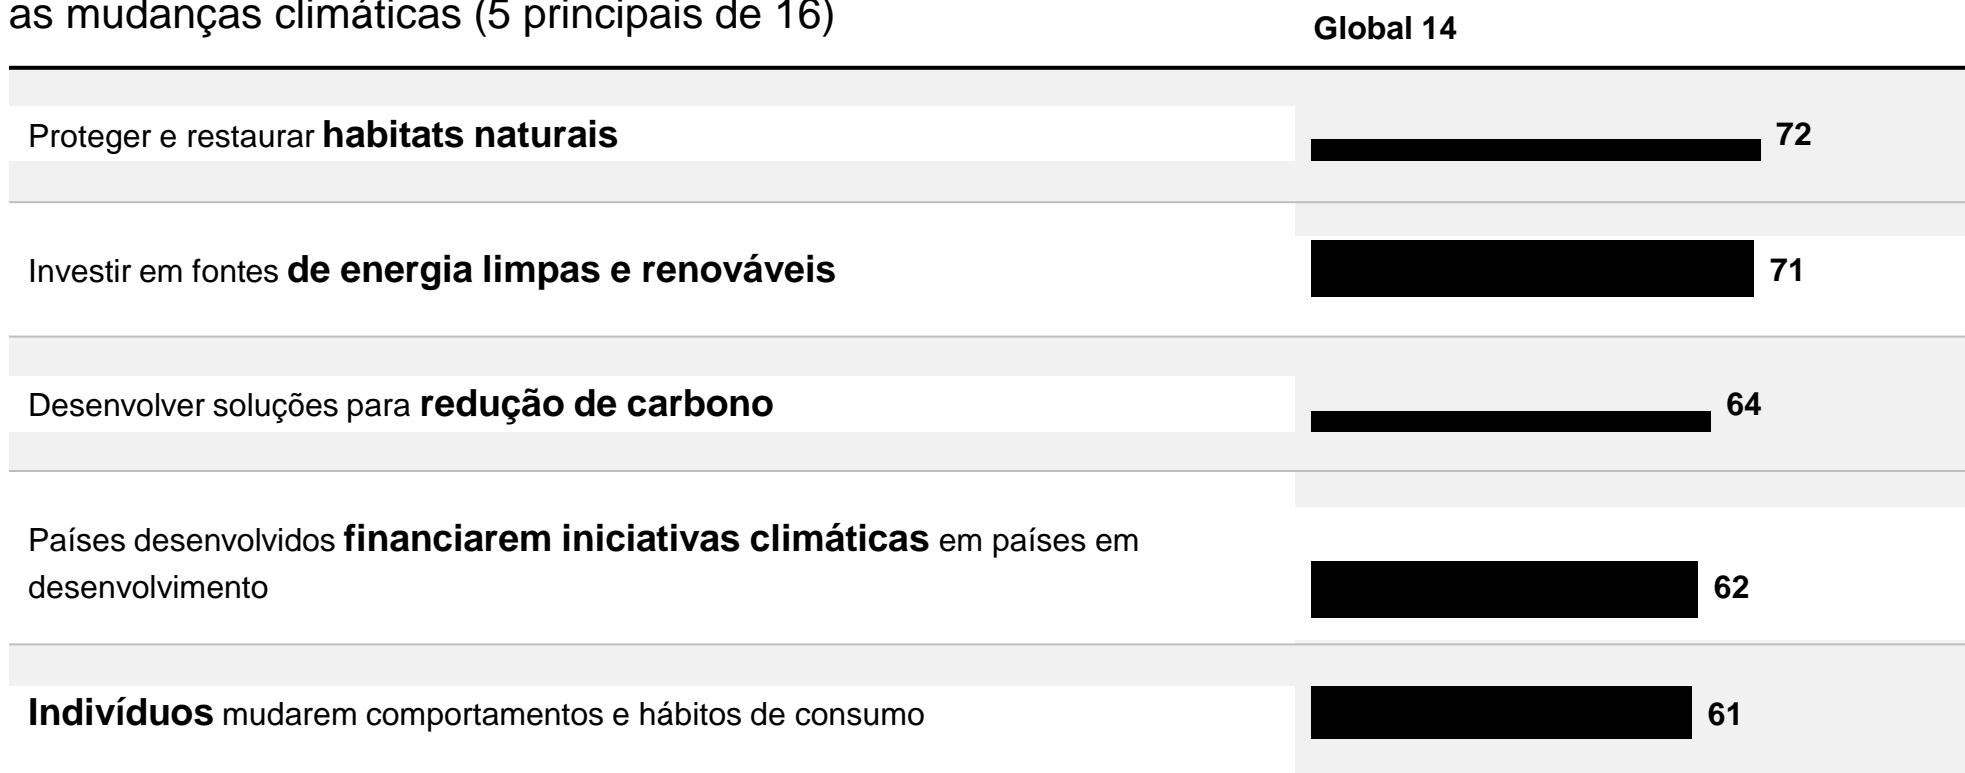 as mudanças climáticas (5 principais de 16)
Global 14
Proteger e restaurar habitats naturais
72
Investir em fontes de energia limpas e renováveis
71
Desenvolver soluções para redução de carbono
64
Países desenvolvidos financiarem iniciativas climáticas em países em
desenvolvimento
62
Indivíduos mudarem comportamentos e hábitos de consumo
61